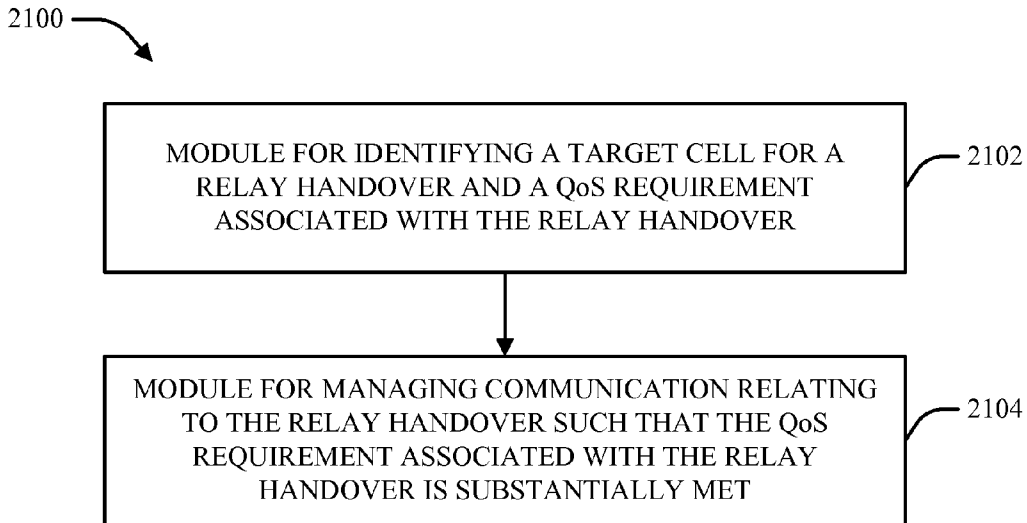 2100
MODULE FOR IDENTIFYING A TARGET CELL FOR A
RELAY HANDOVER AND A QoS REQUIREMENT
ASSOCIATED WITH THE RELAY HANDOVER
2102
MODULE FOR MANAGING COMMUNICATION RELATING
TO THE RELAY HANDOVER SUCH THAT THE QoS
REQUIREMENT ASSOCIATED WITH THE RELAY
HANDOVER IS SUBSTANTIALLY MET
2104